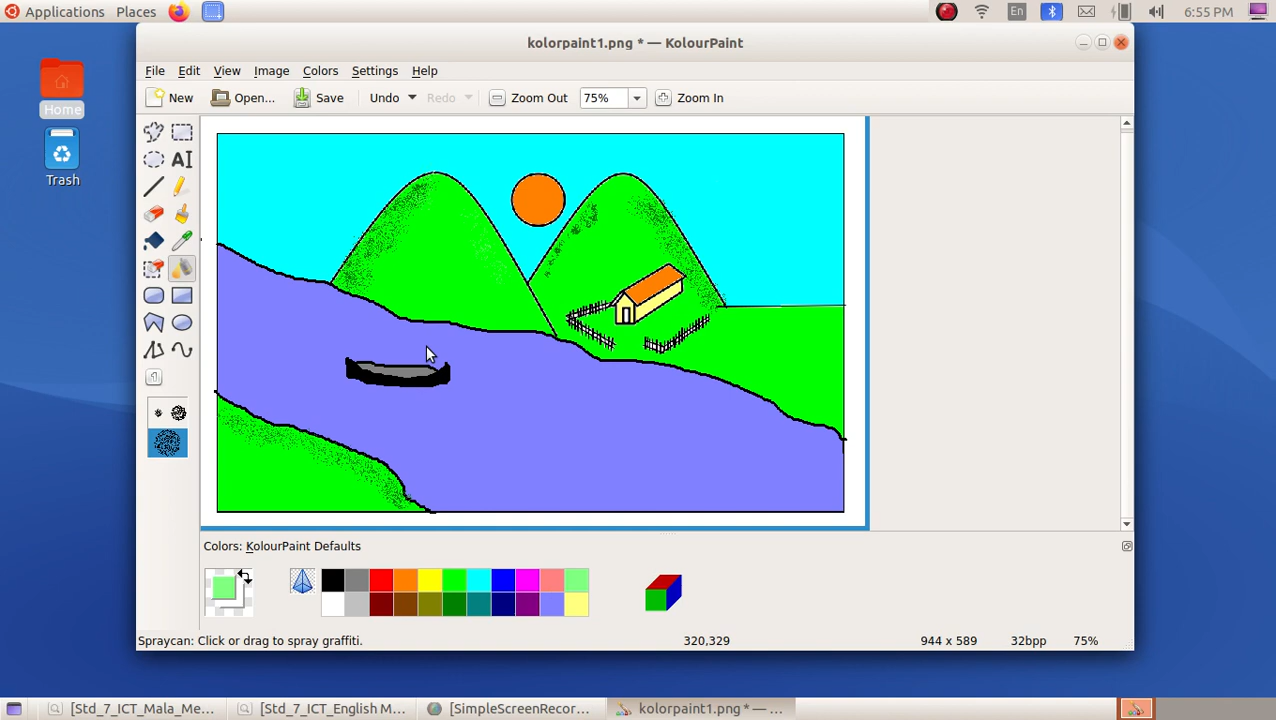 Applications Places En 6:55 PM
kolorpaint1.png * — KolourPaint
Home
Trash
File Edit View Image Colors Settings Help
New Open... Save Undo Redo Zoom Out 75% Zoom In
AI
1
Colors: KolourPaint Defaults
Spraycan: Click or drag to spray graffiti. 320,329 944 x 589 32bpp 75%
[Std_7_ICT_Mala_Me... [Std_7_ICT_English M... [SimpleScreenRecor... kolorpaint1.png * — ...